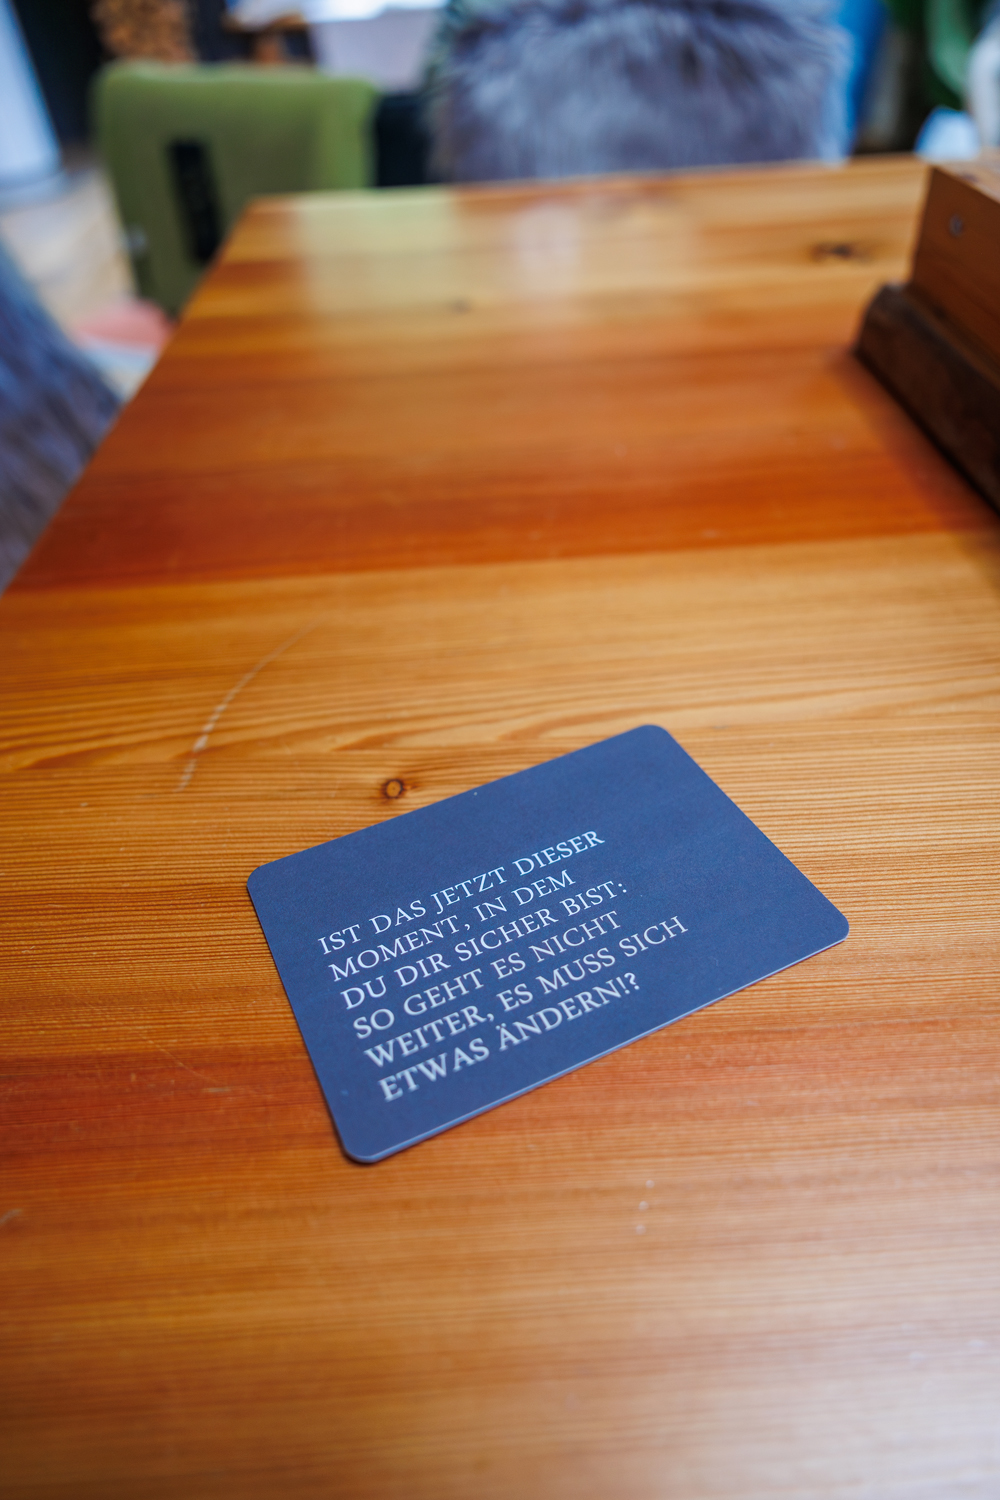 IST DAS JETZT DIESER
MOMENT, IN DEM
DU DIR SICHER BIST:
SO GEHT ES NICHT
WEITER, ES MUSS SICH
ETWAS ÄNDERN!?